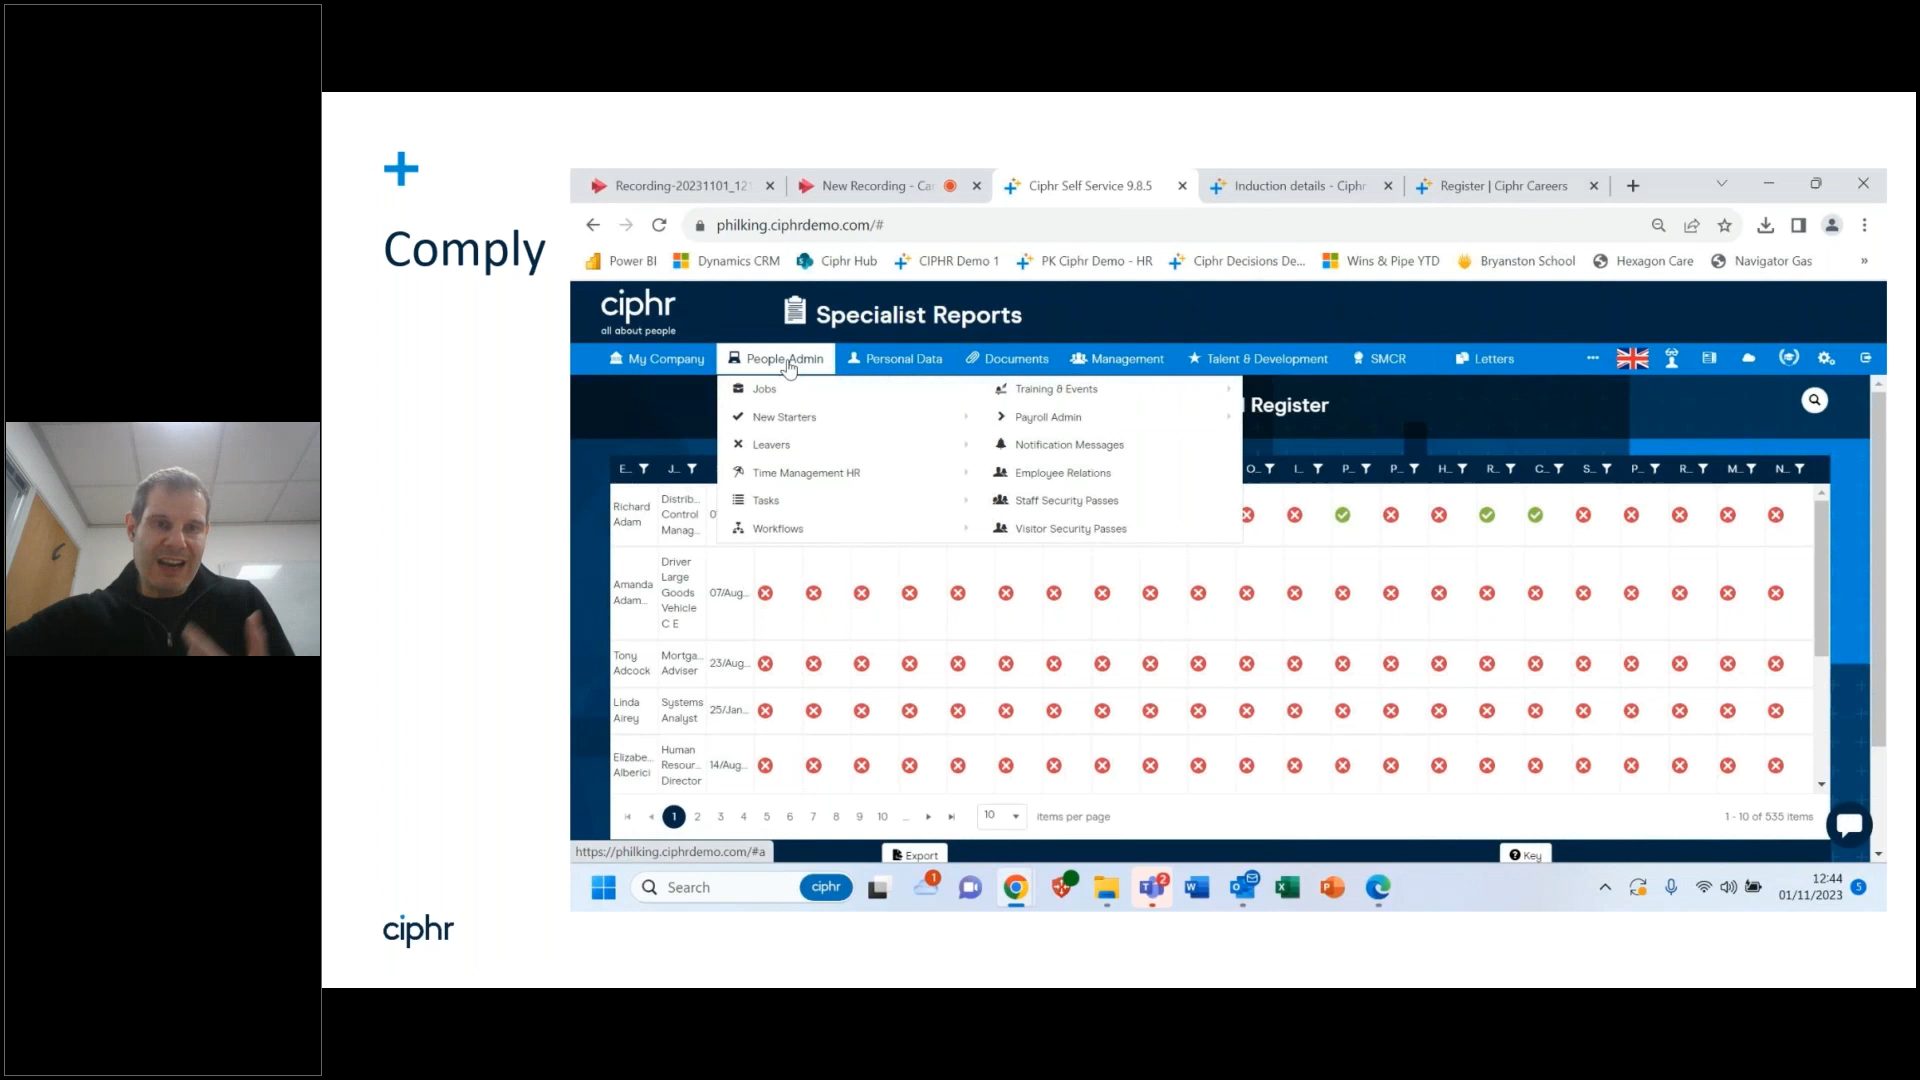 Comply
Recording-20231101_12
New Recording - Ca
Ciphr Self Service 9.8.5
Induction details - Ciphr
Register | Ciphr Careers
philking.ciphrdemo.com/#
Power BI
Dynamics CRM
Ciphr Hub
CIPHR Demo 1
PK Ciphr Demo - HR
Ciphr Decisions De...
Wins & Pipe YTD
Bryanston School
Hexagon Care
Navigator Gas
»
ciphr
all about people
Specialist Reports
My Company
People Admin
Personal Data
Documents
Management
Talent & Development
SMCR
Letters
Jobs
New Starters
Leavers
Time Management HR
Tasks
Workflows
Training & Events
Payroll Admin
Notification Messages
Employee Relations
Staff Security Passes
Visitor Security Passes
Register
E... J... O... I... P... P... H... R... C... S... P... R... M... N...
Richard
Adam
Distrib...
Control
Manag...
0
Amanda
Adam...
Driver
Large
Goods
Vehicle
C E
07/Aug...
Tony
Adcock
Mortga...
Adviser
23/Aug...
Linda
Airey
Systems
Analyst
25/Jan...
Elizabe...
Alberici
Human
Resour...
Director
14/Aug...
1 2 3 4 5 6 7 8 9 10 ...
10
items per page
1 - 10 of 535 items
https://philking.ciphrdemo.com/#a
Export
Key
Search
ciphr
1
2
12:44
01/11/2023
5
ciphr